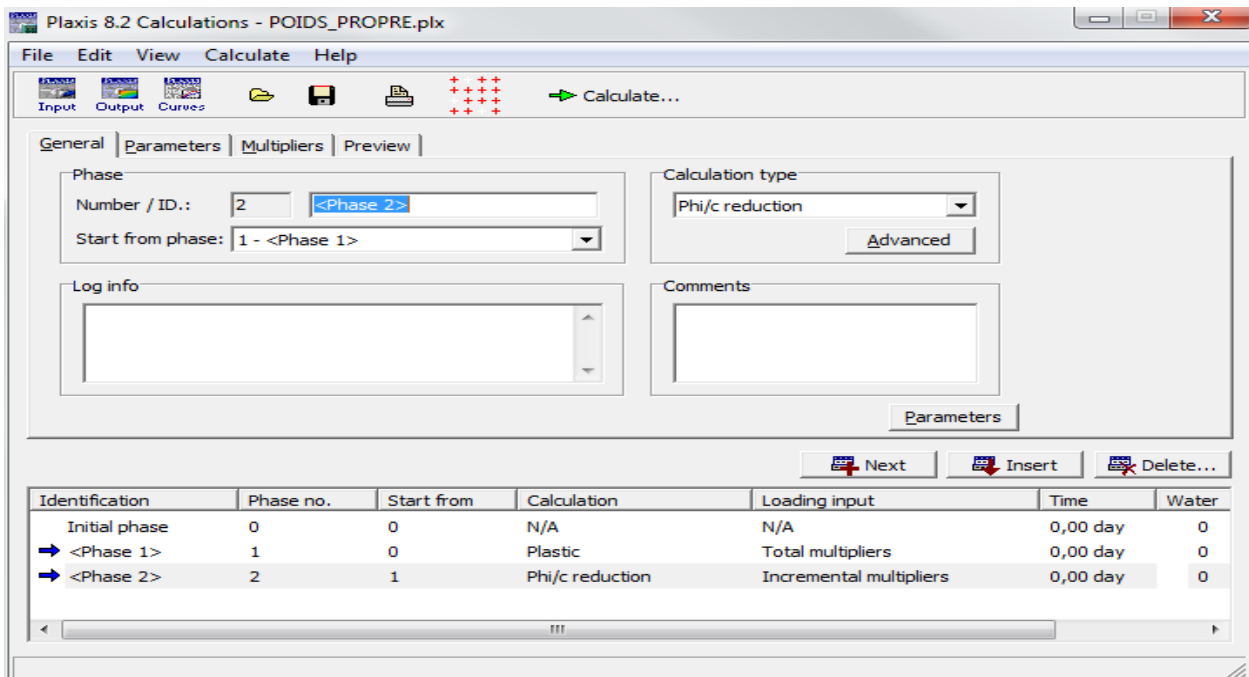 Plaxis 8.2 Calculations - POIDS_PROPRE.plx
File Edit View Calculate Help
Input Output Curves Calculate...
General Parameters Multipliers Preview
Phase
Number / ID.: 2 <Phase 2>
Start from phase: 1 - <Phase 1>
Calculation type
Phi/c reduction
Advanced
Log info
Comments
Parameters
Next Insert Delete...
Identification Phase no. Start from Calculation Loading input Time Water
Initial phase 0 0 N/A N/A 0,00 day 0
<Phase 1> 1 0 Plastic Total multipliers 0,00 day 0
<Phase 2> 2 1 Phi/c reduction Incremental multipliers 0,00 day 0